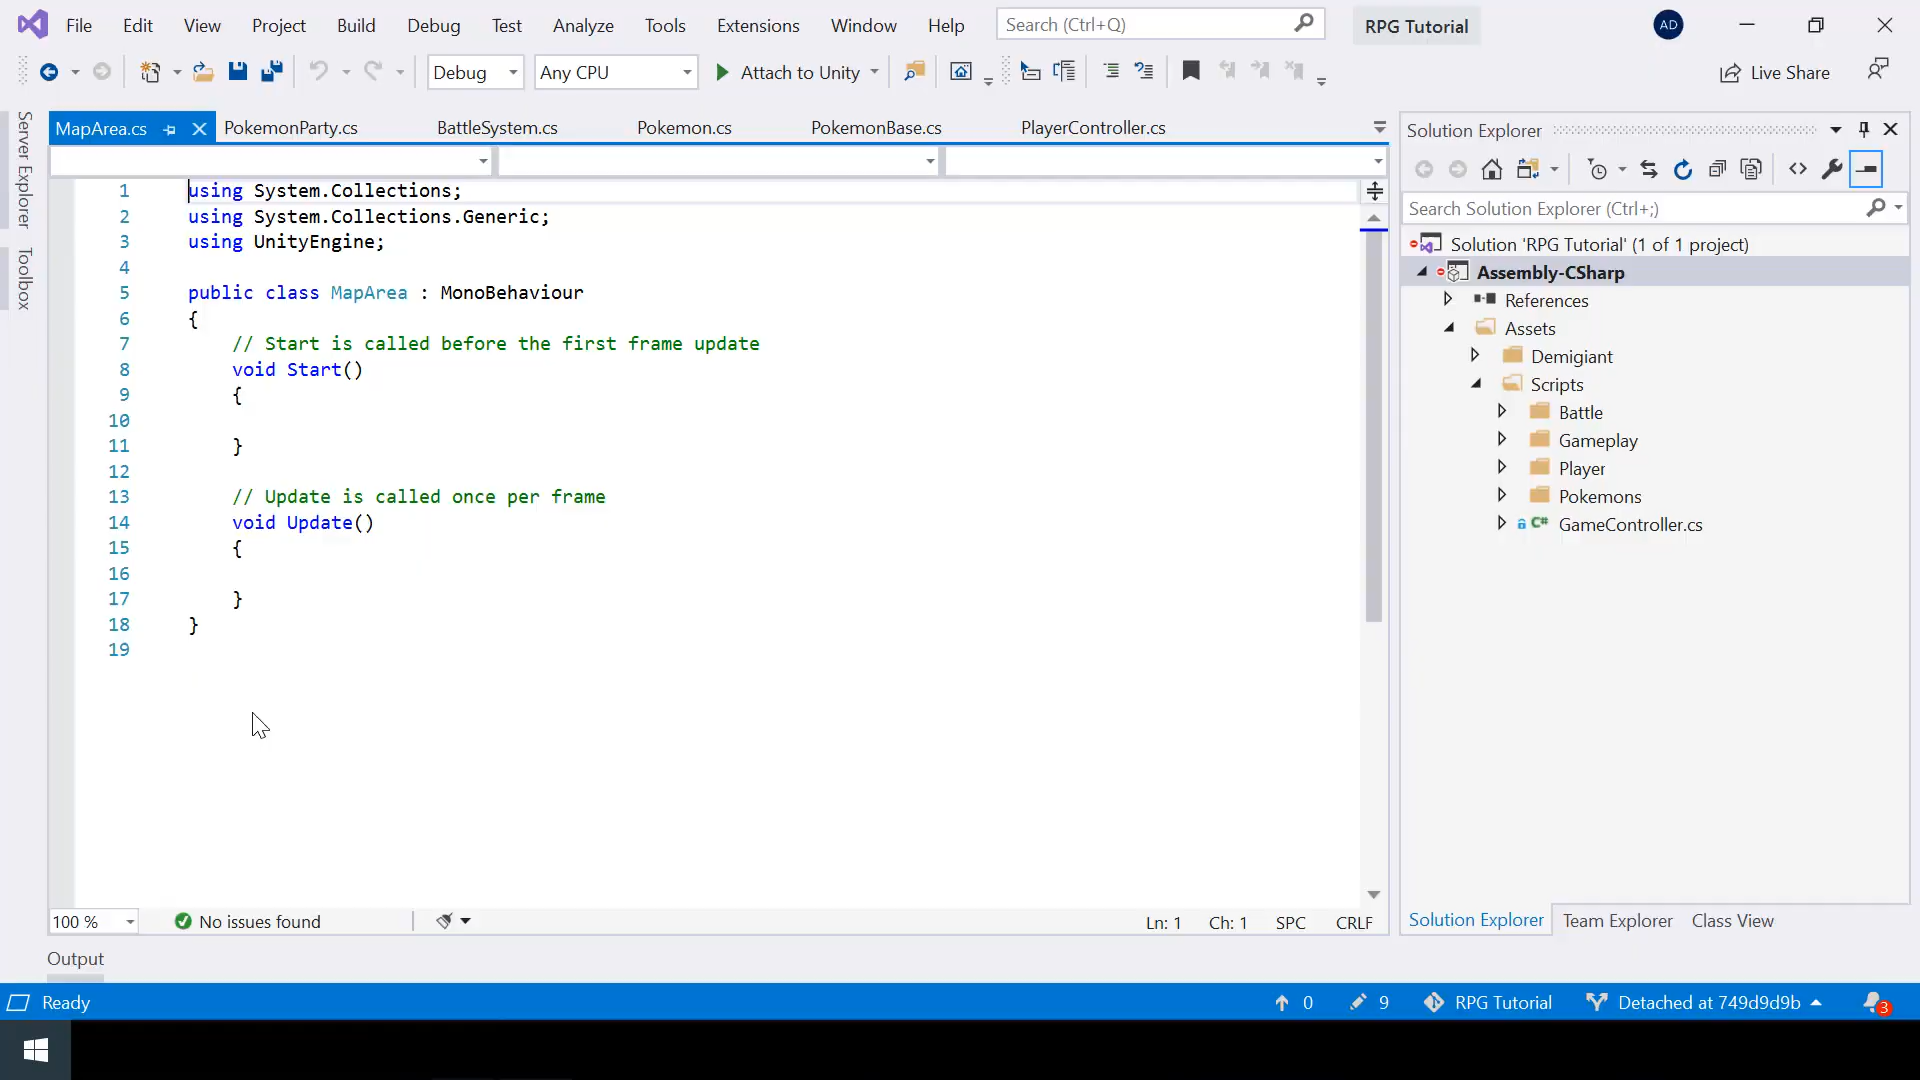 File Edit View Project Build Debug Test Analyze Tools Extensions Window Help Search (Ctrl+Q) RPG Tutorial AD
Debug Any CPU Attach to Unity Live Share
Server Explorer
Toolbox
MapArea.cs PokemonParty.cs BattleSystem.cs Pokemon.cs PokemonBase.cs PlayerController.cs
1 using System.Collections;
2 using System.Collections.Generic;
3 using UnityEngine;
4
5 public class MapArea : MonoBehaviour
6 {
7 // Start is called before the first frame update
8 void Start()
9 {
10
11 }
12
13 // Update is called once per frame
14 void Update()
15 {
16
17 }
18 }
19
100 % No issues found Ln: 1 Ch: 1 SPC CRLF
Output
Solution Explorer
Search Solution Explorer (Ctrl+;)
Solution 'RPG Tutorial' (1 of 1 project)
Assembly-CSharp
References
Assets
Demigiant
Scripts
Battle
Gameplay
Player
Pokemons
C# GameController.cs
Solution Explorer Team Explorer Class View
Ready 0 9 RPG Tutorial Detached at 749d9d9b 3